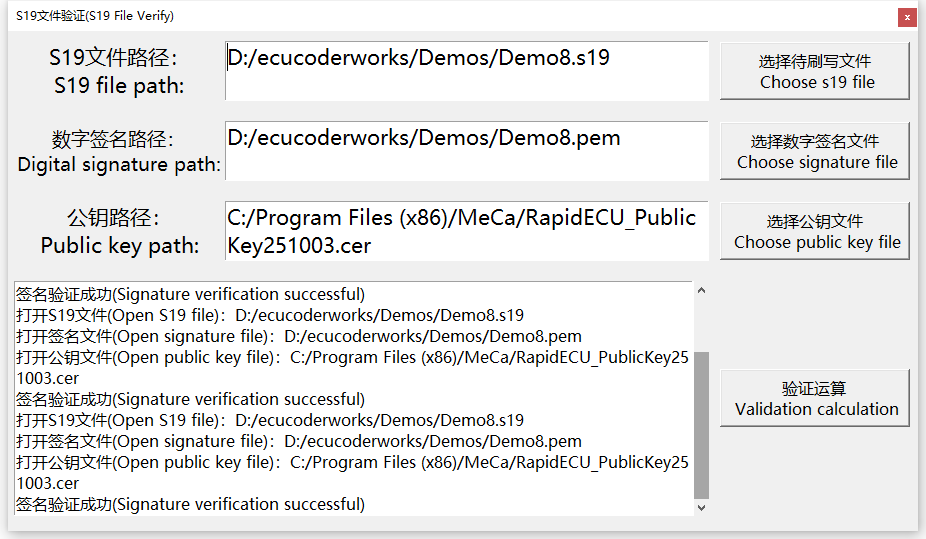 S19文件验证(S19 File Verify)
x
S19文件路径：
S19 file path:
D:/ecucoderworks/Demos/Demo8.s19
选择待刷写文件
Choose s19 file
数字签名路径：
Digital signature path:
D:/ecucoderworks/Demos/Demo8.pem
选择数字签名文件
Choose signature file
公钥路径：
Public key path:
C:/Program Files (x86)/MeCa/RapidECU_Public
Key251003.cer
选择公钥文件
Choose public key file
签名验证成功(Signature verification successful)
打开S19文件(Open S19 file)：D:/ecucoderworks/Demos/Demo8.s19
打开签名文件(Open signature file)：D:/ecucoderworks/Demos/Demo8.pem
打开公钥文件(Open public key file)：C:/Program Files (x86)/MeCa/RapidECU_PublicKey25
1003.cer
签名验证成功(Signature verification successful)
打开S19文件(Open S19 file)：D:/ecucoderworks/Demos/Demo8.s19
打开签名文件(Open signature file)：D:/ecucoderworks/Demos/Demo8.pem
打开公钥文件(Open public key file)：C:/Program Files (x86)/MeCa/RapidECU_PublicKey25
1003.cer
签名验证成功(Signature verification successful)
验证运算
Validation calculation